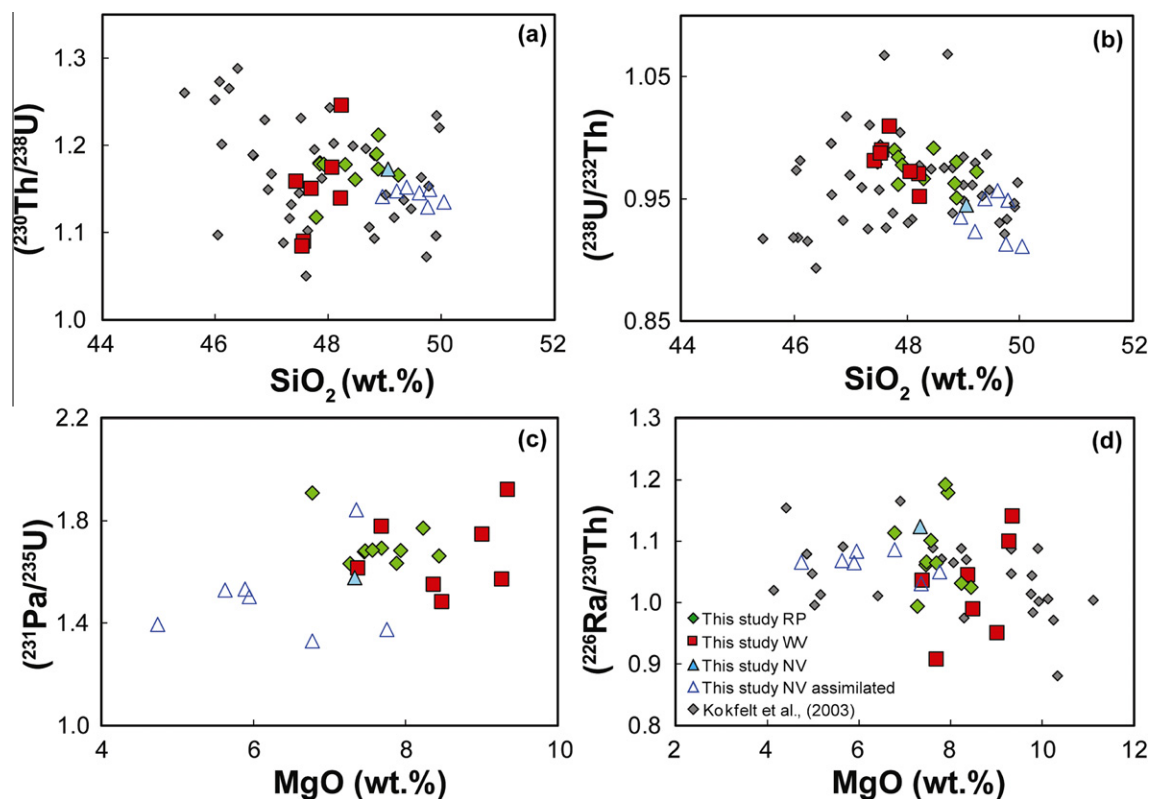 (a)
(²³⁰Th/²³⁸U)
1.3
1.2
1.1
1.0
44 46 48 50 52
SiO₂ (wt.%)
(b)
(²³⁸U/²³²Th)
1.05
0.95
0.85
44 46 48 50 52
SiO₂ (wt.%)
(c)
(²³¹Pa/²³⁵U)
2.2
1.8
1.4
1.0
4 6 8 10
MgO (wt.%)
(d)
(²²⁶Ra/²³⁰Th)
1.3
1.2
1.1
1.0
0.9
0.8
This study RP
This study WV
This study NV
This study NV assimilated
Kokfelt et al., (2003)
2 4 6 8 10 12
MgO (wt.%)